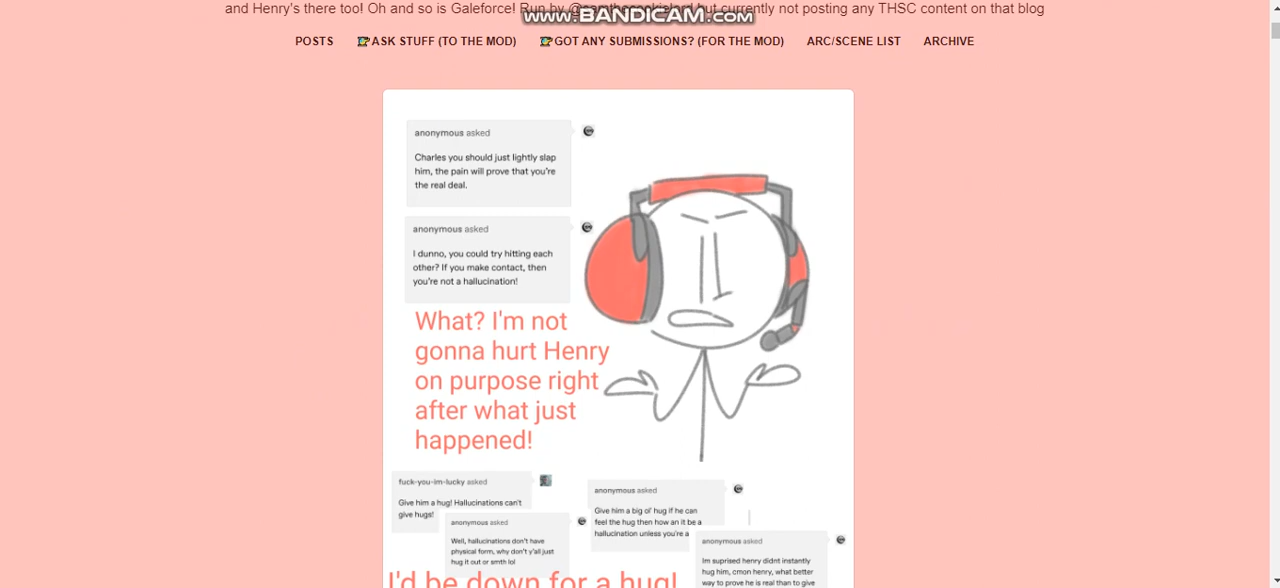 and Henry's there too! Oh and so is Galeforce! Run by but currently not posting any THSC content on that blog
www.BANDICAM.com
POSTS ASK STUFF (TO THE MOD) GOT ANY SUBMISSIONS? (FOR THE MOD) ARC/SCENE LIST ARCHIVE
anonymous asked
Charles you should just lightly slap
him, the pain will prove that you're
the real deal.
anonymous asked
I dunno, you could try hitting each
other? If you make contact, then
you're not a hallucination!
What? I'm not
gonna hurt Henry
on purpose right
after what just
happened!
fuck-you-im-lucky asked
Give him a hug! Hallucinations can't
give hugs!
anonymous asked
Well, hallucinations don't have
physical form, why don't y'all just
hug it out or smth lol
anonymous asked
Give him a big ol' hug if he can
feel the hug then how an it be a
hallucination unless you're a
anonymous asked
Im suprised henry didnt instantly
hug him, cmon henry, what better
way to prove he is real than to give
I'd be down for a hug!